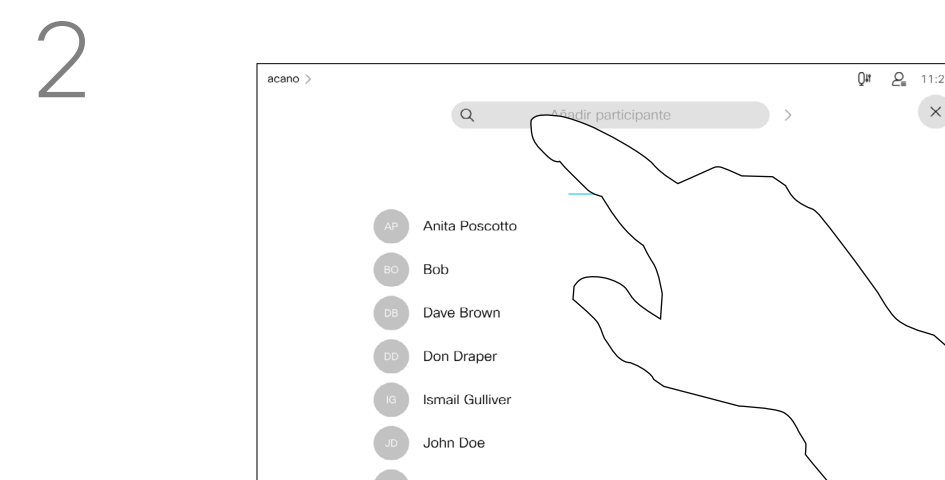 2
acano >
11:2
Añadir participante
AP Anita Poscotto
BO Bob
DB Dave Brown
DD Don Draper
IG Ismail Gulliver
JD John Doe